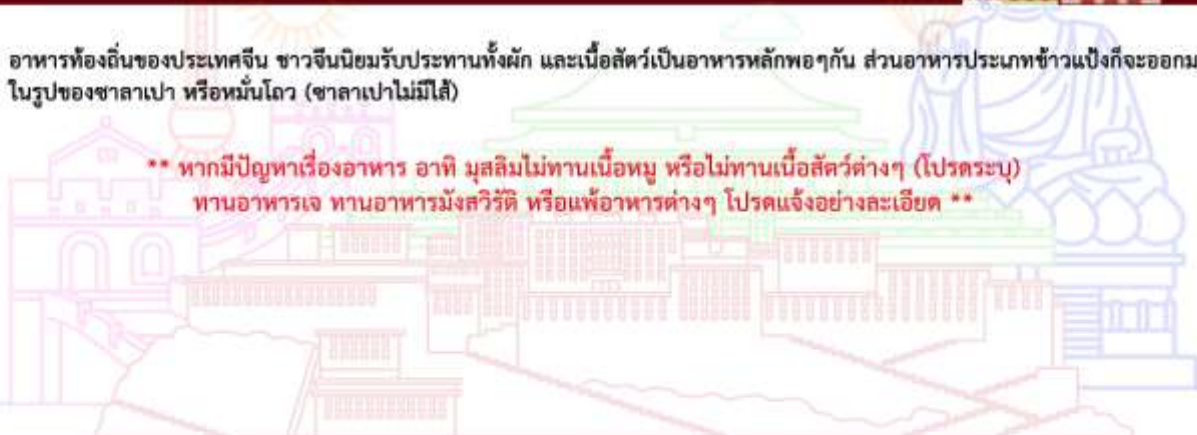 อาหารท้องถิ่นของประเทศจีน ชาวจีนนิยมรับประทานทั้งผัก และเนื้อสัตว์เป็นอาหารหลักพอๆกัน ส่วนอาหารประเภทข้าวแป้งก็จะออกม
ในรูปของซาลาเปา หรือหมั่นโถว (ซาลาเปาไม่มีไส้)
** หากมีปัญหาเรื่องอาหาร อาทิ มุสลิมไม่ทานเนื้อหมู หรือไม่ทานเนื้อสัตว์ต่างๆ (โปรดระบุ)
ทานอาหารเจ ทานอาหารมังสวิรัติ หรือแพ้อาหารต่างๆ โปรดแจ้งอย่างละเอียด **